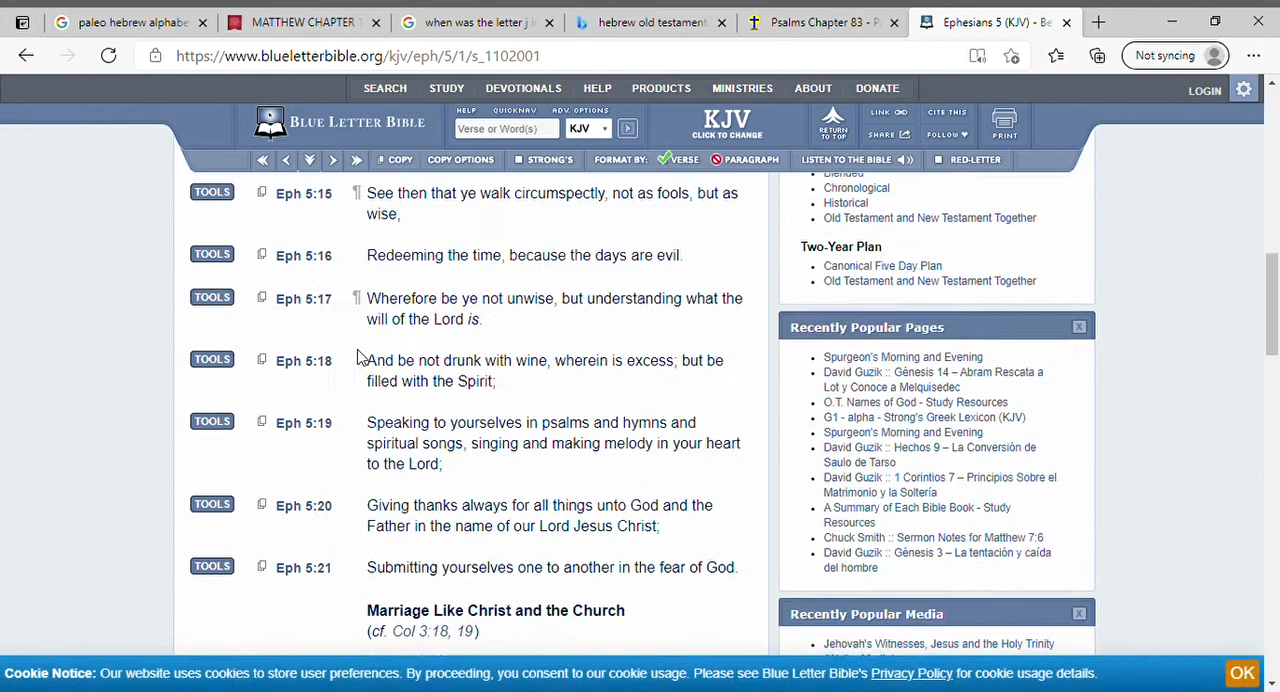 paleo hebrew alphabe
MATTHEW CHAPTER
when was the letter j i
hebrew old testament
Psalms Chapter 83 - P
Ephesians 5 (KJV) - Be
https://www.blueletterbible.org/kjv/eph/5/1/s_1102001
Not syncing
SEARCH STUDY DEVOTIONALS HELP PRODUCTS MINISTRIES ABOUT DONATE
LOGIN
BLUE LETTER BIBLE
HELP QUICKNAV ADV. OPTIONS
Verse or Word(s) KJV
KJV
CLICK TO CHANGE
RETURN
TO TOP
LINK CITE THIS
SHARE FOLLOW
PRINT
COPY COPY OPTIONS STRONG'S FORMAT BY: VERSE PARAGRAPH LISTEN TO THE BIBLE RED-LETTER
TOOLS Eph 5:15 ¶ See then that ye walk circumspectly, not as fools, but as
wise,
TOOLS Eph 5:16 Redeeming the time, because the days are evil.
TOOLS Eph 5:17 ¶ Wherefore be ye not unwise, but understanding what the
will of the Lord is.
TOOLS Eph 5:18 And be not drunk with wine, wherein is excess; but be
filled with the Spirit;
TOOLS Eph 5:19 Speaking to yourselves in psalms and hymns and
spiritual songs, singing and making melody in your heart
to the Lord;
TOOLS Eph 5:20 Giving thanks always for all things unto God and the
Father in the name of our Lord Jesus Christ;
TOOLS Eph 5:21 Submitting yourselves one to another in the fear of God.
Marriage Like Christ and the Church
(cf. Col 3:18, 19)
Blended
Chronological
Historical
Old Testament and New Testament Together
Two-Year Plan
Canonical Five Day Plan
Old Testament and New Testament Together
Recently Popular Pages
Spurgeon's Morning and Evening
David Guzik :: Génesis 14 – Abram Rescata a
Lot y Conoce a Melquisedec
O.T. Names of God - Study Resources
G1 - alpha - Strong's Greek Lexicon (KJV)
Spurgeon's Morning and Evening
David Guzik :: Hechos 9 – La Conversión de
Saulo de Tarso
David Guzik :: 1 Corintios 7 – Principios Sobre el
Matrimonio y la Soltería
A Summary of Each Bible Book - Study
Resources
Chuck Smith :: Sermon Notes for Matthew 7:6
David Guzik :: Génesis 3 – La tentación y caída
del hombre
Recently Popular Media
Jehovah's Witnesses, Jesus and the Holy Trinity
Cookie Notice: Our website uses cookies to store user preferences. By proceeding, you consent to our cookie usage. Please see Blue Letter Bible's Privacy Policy for cookie usage details.
OK